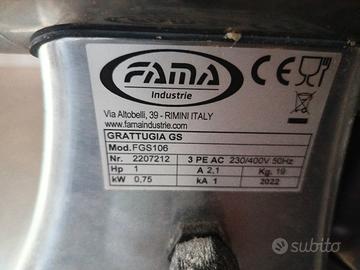 FAMA
Industrie
CE
Via Altobelli, 39 - RIMINI ITALY
www.famaindustrie.com
GRATTUGIA GS
Mod. FGS106
Nr. 2207212 3 PE AC 230/400V 50Hz
Hp 1 A 2,1 Kg. 19
kW 0,75 kA 1 2022
subito